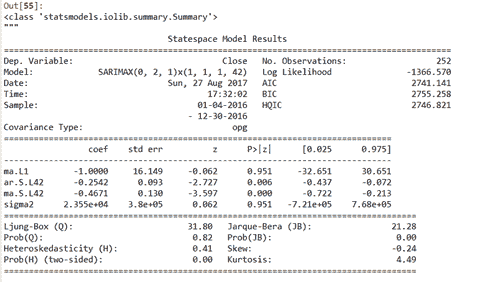 Out[55]:
<class 'statsmodels.iolib.summary.Summary'>
"""
Statespace Model Results
==============================================================================
Dep. Variable: Close No. Observations: 252
Model: SARIMAX(0, 2, 1)x(1, 1, 1, 42) Log Likelihood -1366.570
Date: Sun, 27 Aug 2017 AIC 2741.141
Time: 17:32:02 BIC 2755.258
Sample: 01-04-2016 HQIC 2746.821
- 12-30-2016
Covariance Type: opg
==============================================================================
coef std err z P>|z| [0.025 0.975]
------------------------------------------------------------------------------
ma.L1 -1.0000 16.149 -0.062 0.951 -32.651 30.651
ar.S.L42 -0.2542 0.093 -2.727 0.006 -0.437 -0.072
ma.S.L42 -0.4671 0.130 -3.597 0.000 -0.722 -0.213
sigma2 2.355e+04 3.8e+05 0.062 0.951 -7.21e+05 7.68e+05
==============================================================================
Ljung-Box (Q): 31.80 Jarque-Bera (JB): 21.28
Prob(Q): 0.82 Prob(JB): 0.00
Heteroskedasticity (H): 0.41 Skew: -0.24
Prob(H) (two-sided): 0.00 Kurtosis: 4.49
==============================================================================